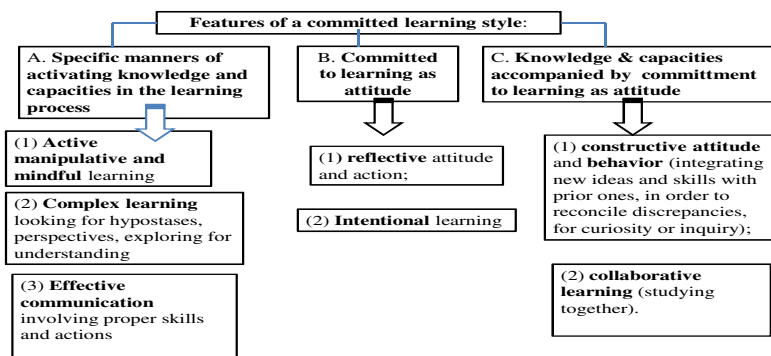 Features of a committed learning style:
A. Specific manners of
activating knowledge and
capacities in the learning
process
B. Committed
to learning as
attitude
C. Knowledge & capacities
accompanied by committment
to learning as attitude
(1) Active
manipulative and
mindful learning
(2) Complex learning
looking for hypostases,
perspectives, exploring for
understanding
(3) Effective
communication
involving proper skills
and actions
(1) reflective attitude
and action;
(2) Intentional learning
(1) constructive attitude
and behavior (integrating
new ideas and skills with
prior ones, in order to
reconcile discrepancies,
for curiosity or inquiry);
(2) collaborative
learning (studying
together).